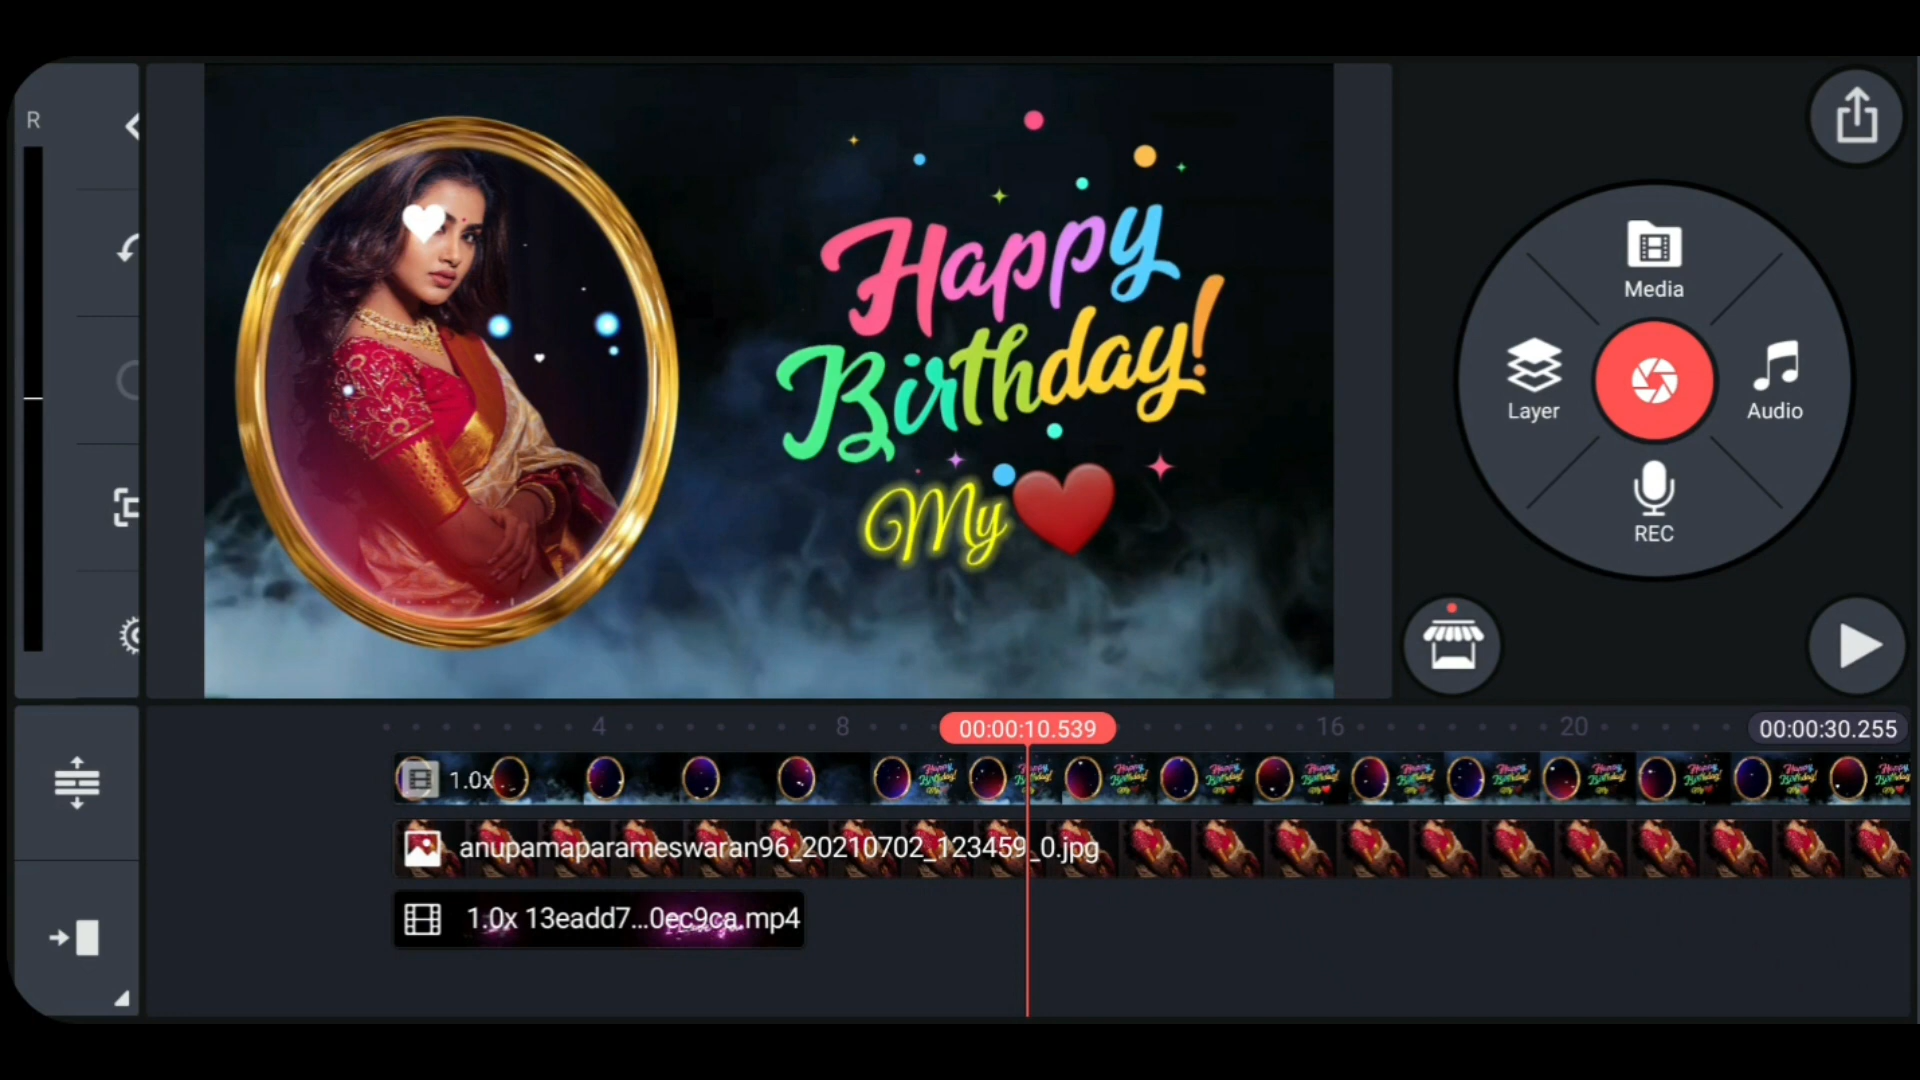 R
Happy
Birthday!
My
Media
Layer
Audio
REC
4
8
00:00:10.539
16
20
00:00:30.255
1.0x
anupamaparameswaran96_20210702_123459_0.jpg
1.0x 13eadd7...0ec9ca.mp4